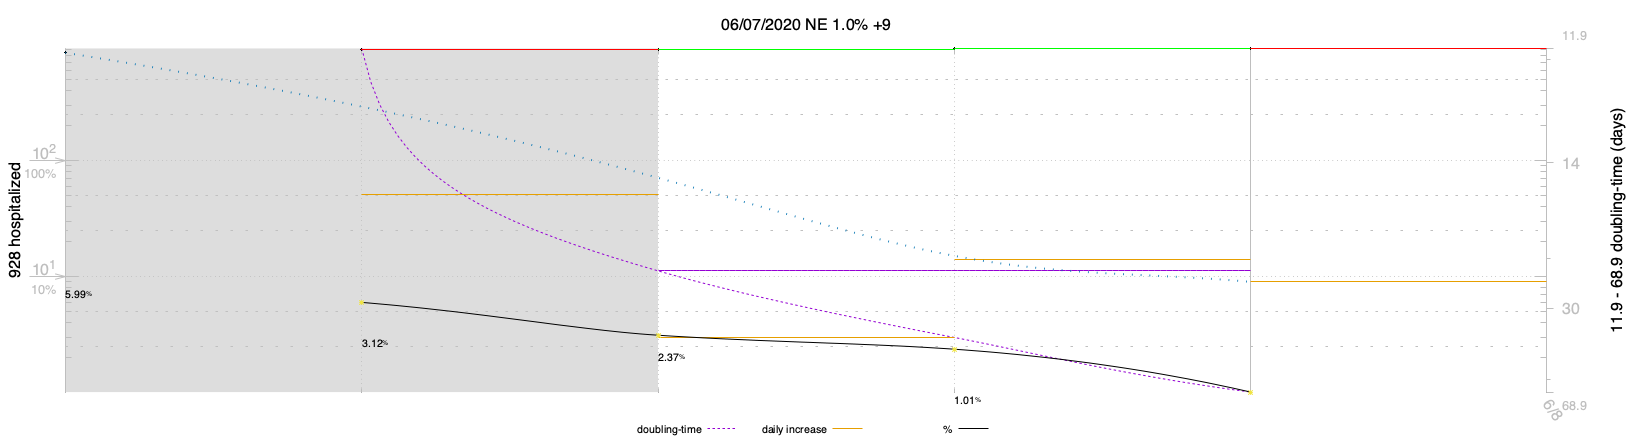 06/07/2020 NE 1.0% +9
11.9
10²
100%
14
928 hospitalized
11.9 - 68.9 doubling-time (days)
10¹
10%
5.99%
30
3.12%
2.37%
1.01%
6/8
68.9
doubling-time
daily increase
%